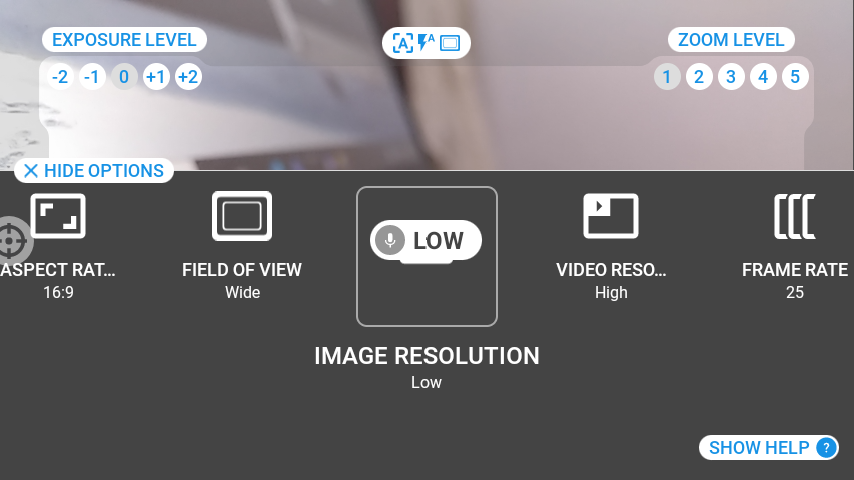 EXPOSURE LEVEL
A A
ZOOM LEVEL
-2 -1 0 +1 +2
1 2 3 4 5
HIDE OPTIONS
ASPECT RAT...
16:9
FIELD OF VIEW
Wide
LOW
VIDEO RESO...
High
FRAME RATE
25
IMAGE RESOLUTION
Low
SHOW HELP ?